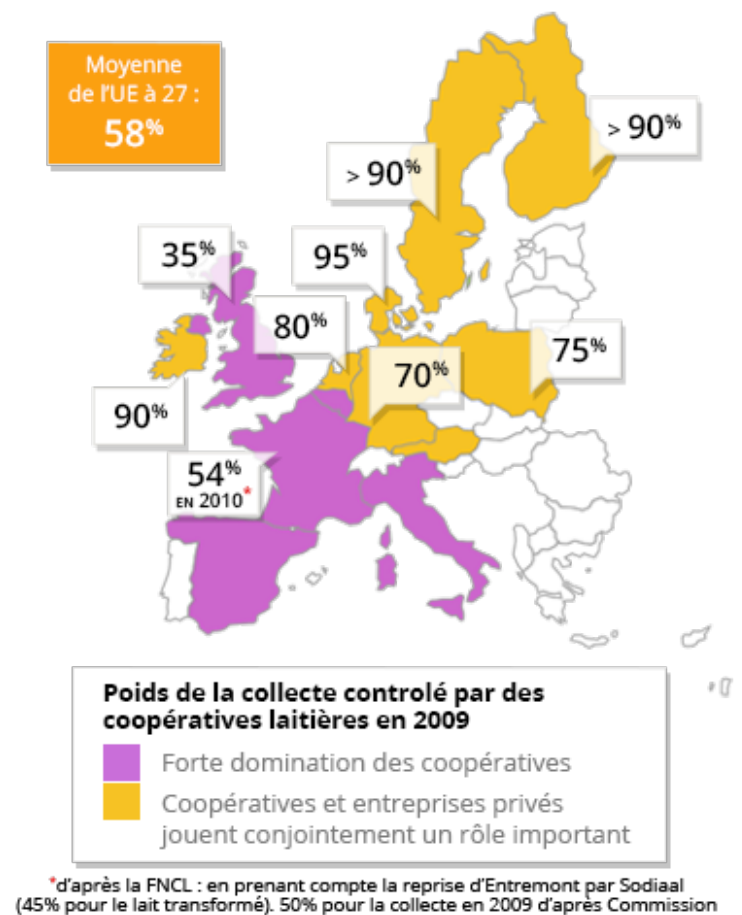 Moyenne
de l'UE à 27 :
58%
> 90%
> 90%
35%
95%
80%
75%
70%
90%
54%
EN 2010*
Poids de la collecte controlé par des
coopératives laitières en 2009
Forte domination des coopératives
Coopératives et entreprises privés
jouent conjointement un rôle important
*d'après la FNCL : en prenant compte la reprise d'Entremont par Sodiaal
(45% pour le lait transformé). 50% pour la collecte en 2009 d'après Commission